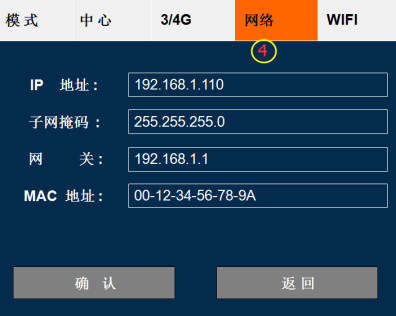 模式 中心 3/4G 网络 WIFI
4
IP 地址： 192.168.1.110
子网掩码： 255.255.255.0
网 关： 192.168.1.1
MAC 地址： 00-12-34-56-78-9A
确 认 返回